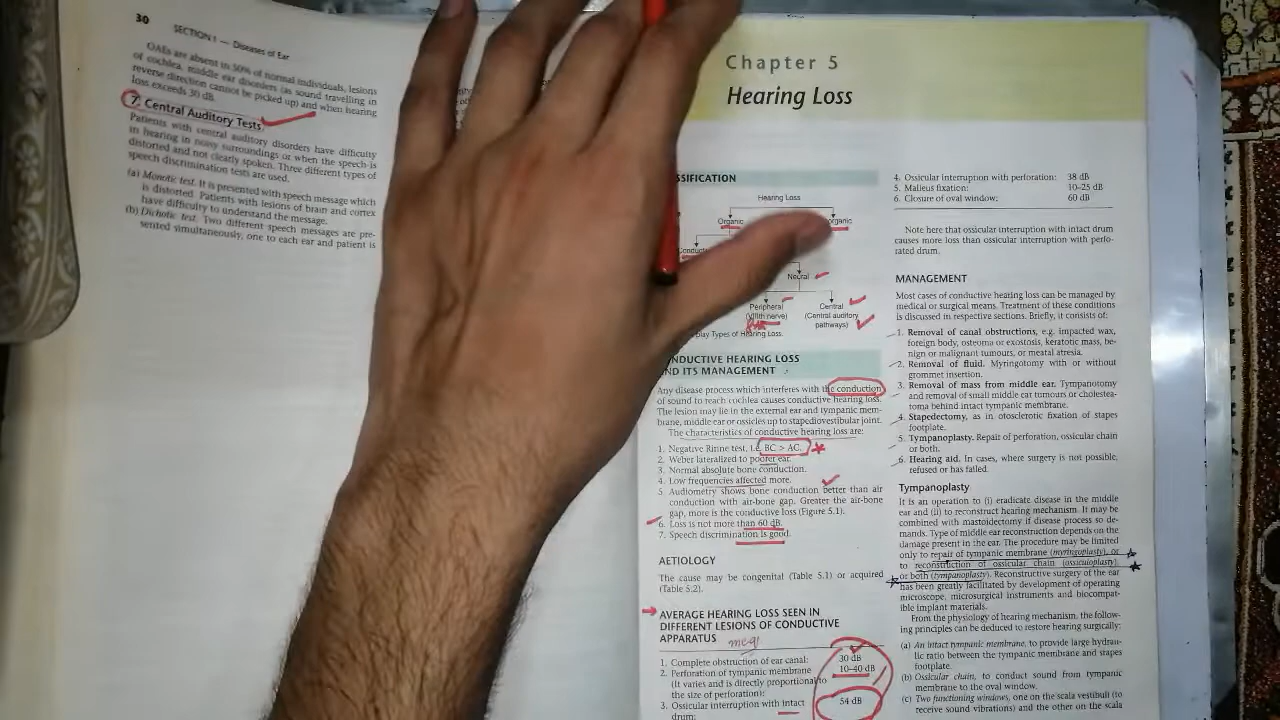 30
SECTION I — Diseases of Ear
OAEs are absent in 50% of normal individuals, lesions
of cochlea, middle ear disorders (as sound travelling in
reverse direction cannot be picked up) and when hearing
loss exceeds 30 dB.
7. Central Auditory Tests.
Patients with central auditory disorders have difficulty
in hearing in noisy surroundings or when the speech is
distorted and not clearly spoken. Three different types of
speech discrimination tests are used.
(a) Monotic test. It is presented with speech message which
is distorted. Patients with lesions of brain and cortex
have difficulty to understand the message.
(b) Dichotic test. Two different speech messages are pre-
sented simultaneously, one to each ear and patient is
Chapter 5
Hearing Loss
SSIFICATION
Hearing Loss
Organic
organic
Conduct
Neural
Peripheral
(VIIIth nerve)
Central
(Central auditory
pathways)
play Types of Hearing Loss.
NDUCTIVE HEARING LOSS
ND ITS MANAGEMENT
Any disease process which interferes with the conduction
of sound to reach cochlea causes conductive hearing loss.
The lesion may lie in the external ear and tympanic mem-
brane, middle ear or ossicles up to stapediovestibular joint.
The characteristics of conductive hearing loss are:
1. Negative Rinne test, i.e. BC > AC.
2. Weber lateralized to poorer ear.
3. Normal absolute bone conduction.
4. Low frequencies affected more.
5. Audiometry shows bone conduction better than air
conduction with air-bone gap. Greater the air-bone
gap, more is the conductive loss (Figure 5.1).
6. Loss is not more than 60 dB.
7. Speech discrimination is good.
AETIOLOGY
The cause may be congenital (Table 5.1) or acquired
(Table 5.2).
AVERAGE HEARING LOSS SEEN IN
DIFFERENT LESIONS OF CONDUCTIVE
APPARATUS
1. Complete obstruction of ear canal: 30 dB
2. Perforation of tympanic membrane 10–40 dB
(It varies and is directly proportional to
the size of perforation):
3. Ossicular interruption with intact 54 dB
drum:
4. Ossicular interruption with perforation: 38 dB
5. Malleus fixation: 10–25 dB
6. Closure of oval window: 60 dB
Note here that ossicular interruption with intact drum
causes more loss than ossicular interruption with perfo-
rated drum.
MANAGEMENT
Most cases of conductive hearing loss can be managed by
medical or surgical means. Treatment of these conditions
is discussed in respective sections. Briefly, it consists of:
1. Removal of canal obstructions, e.g. impacted wax,
foreign body, osteoma or exostosis, keratotic mass, be-
nign or malignant tumours, or meatal atresia.
2. Removal of fluid. Myringotomy with or without
grommet insertion.
3. Removal of mass from middle ear. Tympanotomy
and removal of small middle ear tumours or cholestea-
toma behind intact tympanic membrane.
4. Stapedectomy, as in otosclerotic fixation of stapes
footplate.
5. Tympanoplasty. Repair of perforation, ossicular chain
or both.
6. Hearing aid. In cases, where surgery is not possible,
refused or has failed.
Tympanoplasty
It is an operation to (i) eradicate disease in the middle
ear and (ii) to reconstruct hearing mechanism. It may be
combined with mastoidectomy if disease process so de-
mands. Type of middle ear reconstruction depends on the
damage present in the ear. The procedure may be limited
only to repair of tympanic membrane (myringoplasty), or
to reconstruction of ossicular chain (ossiculoplasty),
or both (tympanoplasty). Reconstructive surgery of the ear
has been greatly facilitated by development of operating
microscope, microsurgical instruments and biocompat-
ible implant materials.
From the physiology of hearing mechanism, the follow-
ing principles can be deduced to restore hearing surgically:
(a) An intact tympanic membrane, to provide large hydrau-
lic ratio between the tympanic membrane and stapes
footplate.
(b) Ossicular chain, to conduct sound from tympanic
membrane to the oval window.
(c) Two functioning windows, one on the scala vestibuli (to
receive sound vibrations) and the other on the scala